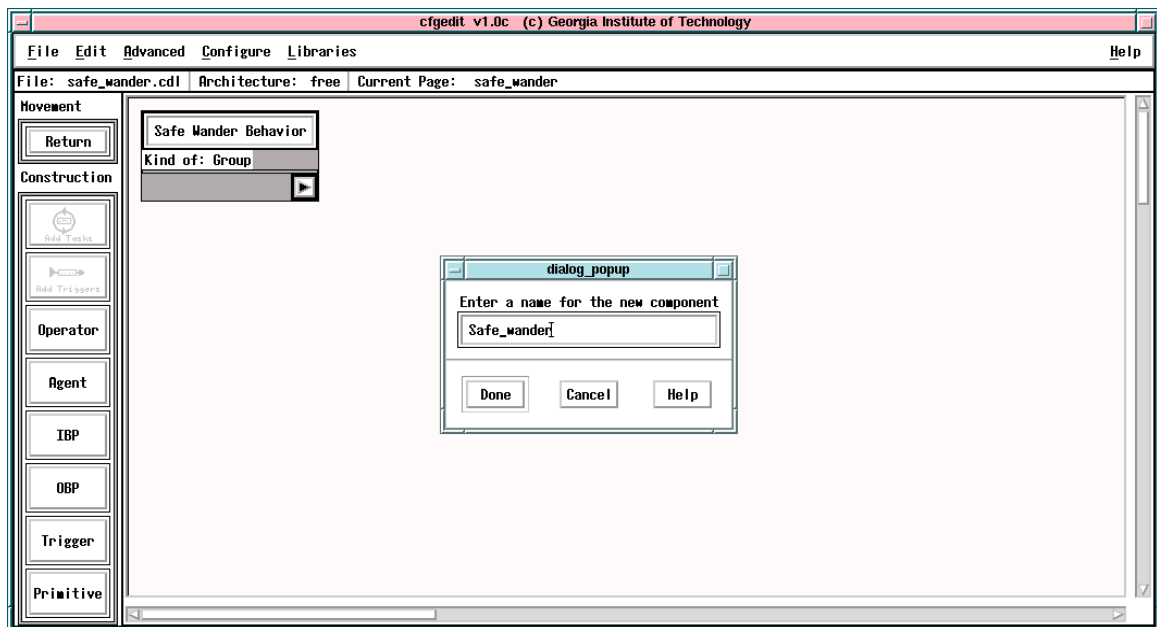 cfgedit v1.0c (c) Georgia Institute of Technology
File Edit Advanced Configure Libraries Help
File: safe_wander.cdl Architecture: free Current Page: safe_wander
Movement
Return
Construction
Add Tasks
Add Triggers
Operator
Agent
IBP
OBP
Trigger
Primitive
Safe Wander Behavior
Kind of: Group
dialog_popup
Enter a name for the new component
Safe_wander
Done Cancel Help